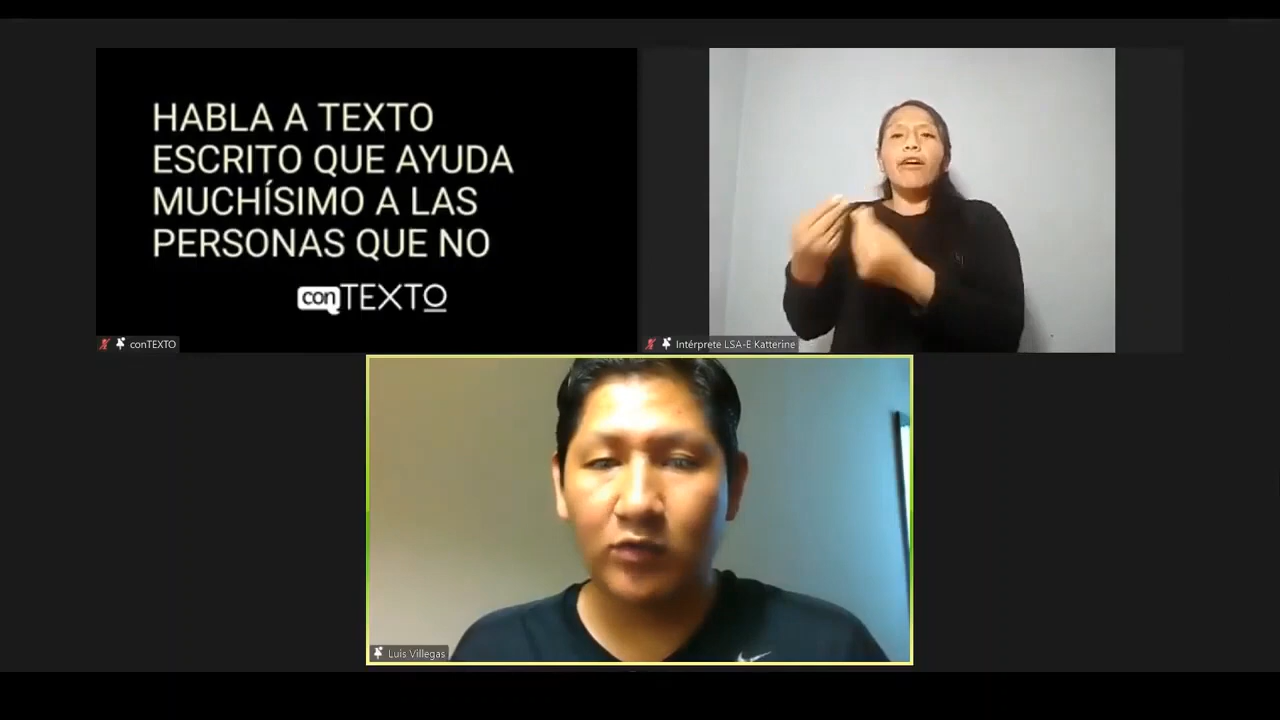 HABLA A TEXTO
ESCRITO QUE AYUDA
MUCHÍSIMO A LAS
PERSONAS QUE NO
conTEXTO
conTEXTO
Intérprete LSA-E Katterine
Luis Villegas